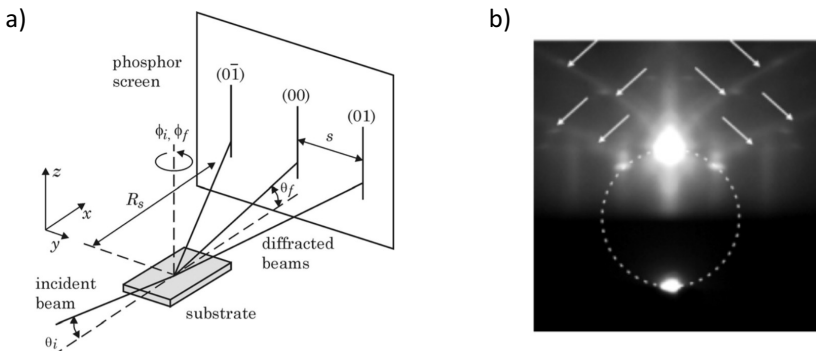 a)
b)
phosphor
screen
(01̅)
(00)
(01)
ϕi, ϕf
s
θf
z
x
y
Rs
diffracted
beams
incident
beam
substrate
θi